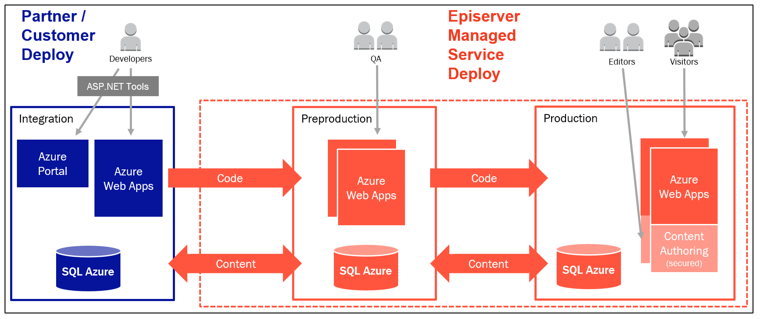 Partner /
Customer
Deploy
Episerver
Managed
Service
Deploy
Developers
QA
Editors
Visitors
ASP.NET Tools
Integration
Preproduction
Production
Azure
Portal
Azure
Web Apps
Code
Azure
Web Apps
Code
Azure
Web Apps
Content
Authoring
(secured)
SQL Azure
Content
SQL Azure
Content
SQL Azure